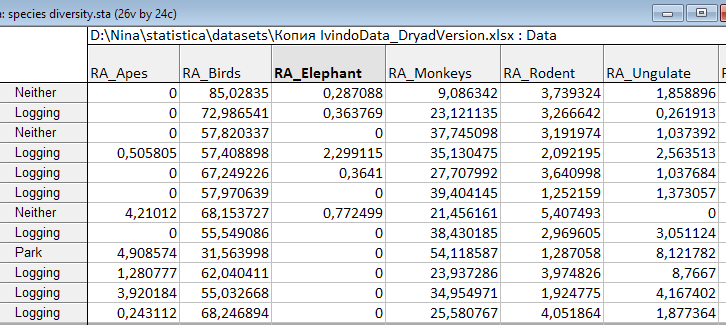 : species diversity.sta (26v by 24c)
D:\Nina\statistica\datasets\Копия IvindoData_DryadVersion.xlsx : Data
RA_Apes RA_Birds RA_Elephant RA_Monkeys RA_Rodent RA_Ungulate
Neither 0 85,02835 0,287088 9,086342 3,739324 1,858896
Logging 0 72,986541 0,363769 23,121135 3,266642 0,261913
Neither 0 57,820337 0 37,745098 3,191974 1,037392
Logging 0,505805 57,408898 2,299115 35,130475 2,092195 2,563513
Logging 0 67,249226 0,3641 27,707992 3,640998 1,037684
Logging 0 57,970639 0 39,404145 1,252159 1,373057
Neither 4,21012 68,153727 0,772499 21,456161 5,407493 0
Logging 0 55,549086 0 38,430185 2,969605 3,051124
Park 4,908574 31,563998 0 54,118587 1,287058 8,121782
Logging 1,280777 62,040411 0 23,937286 3,974826 8,7667
Logging 3,920184 55,032668 0 34,954971 1,924775 4,167402
Logging 0,243112 68,246894 0 25,580767 4,051864 1,877364